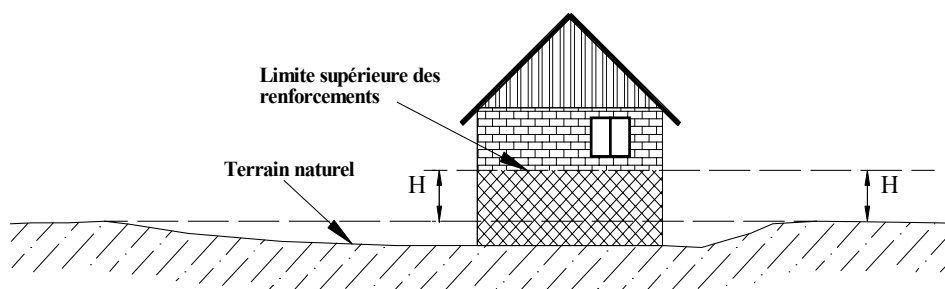 Limite supérieure des
renforcements
Terrain naturel
H
H